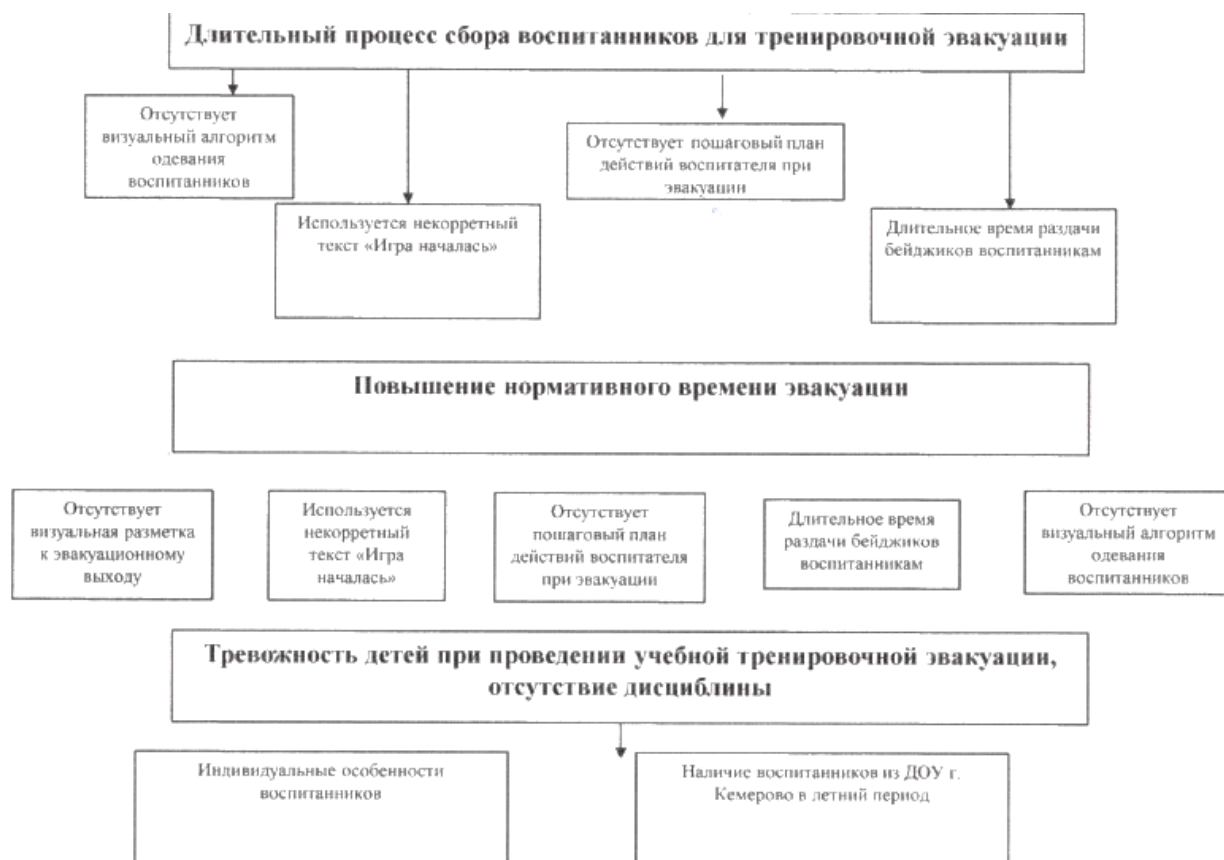 Длительный процесс сбора воспитанников для тренировочной эвакуации
Отсутствует
визуальный алгоритм
одевания
воспитанников
Используется некорретный
текст «Игра началась»
Отсутствует пошаговый план
действий воспитателя при
эвакуации
Длительное время раздачи
бейджиков воспитанникам
Повышение нормативного времени эвакуации
Отсутствует
визуальная разметка
к эвакуационному
выходу
Используется
некорретный
текст «Игра
началась»
Отсутствует
пошаговый план
действий воспитателя
при эвакуации
Длительное время
раздачи бейджиков
воспитанникам
Отсутствует
визуальный алгоритм
одевания
воспитанников
Тревожность детей при проведении учебной тренировочной эвакуации,
отсутствие дисциблины
Индивидуальные особенности
воспитанников
Наличие воспитанников из ДОУ г.
Кемерово в летний период